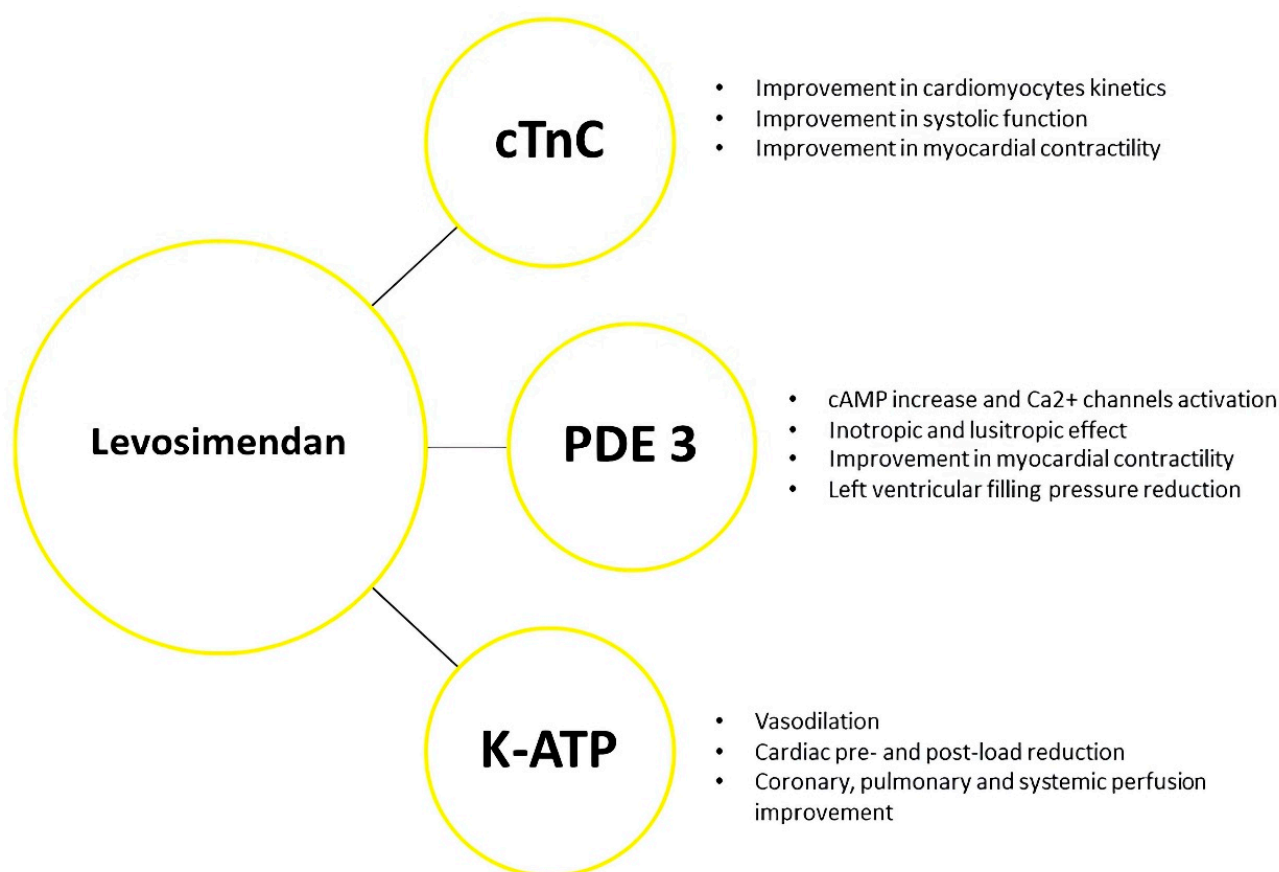 cTnC
• Improvement in cardiomyocytes kinetics
• Improvement in systolic function
• Improvement in myocardial contractility
Levosimendan
PDE 3
• cAMP increase and Ca2+ channels activation
• Inotropic and lusitropic effect
• Improvement in myocardial contractility
• Left ventricular filling pressure reduction
K-ATP
• Vasodilation
• Cardiac pre- and post-load reduction
• Coronary, pulmonary and systemic perfusion
improvement